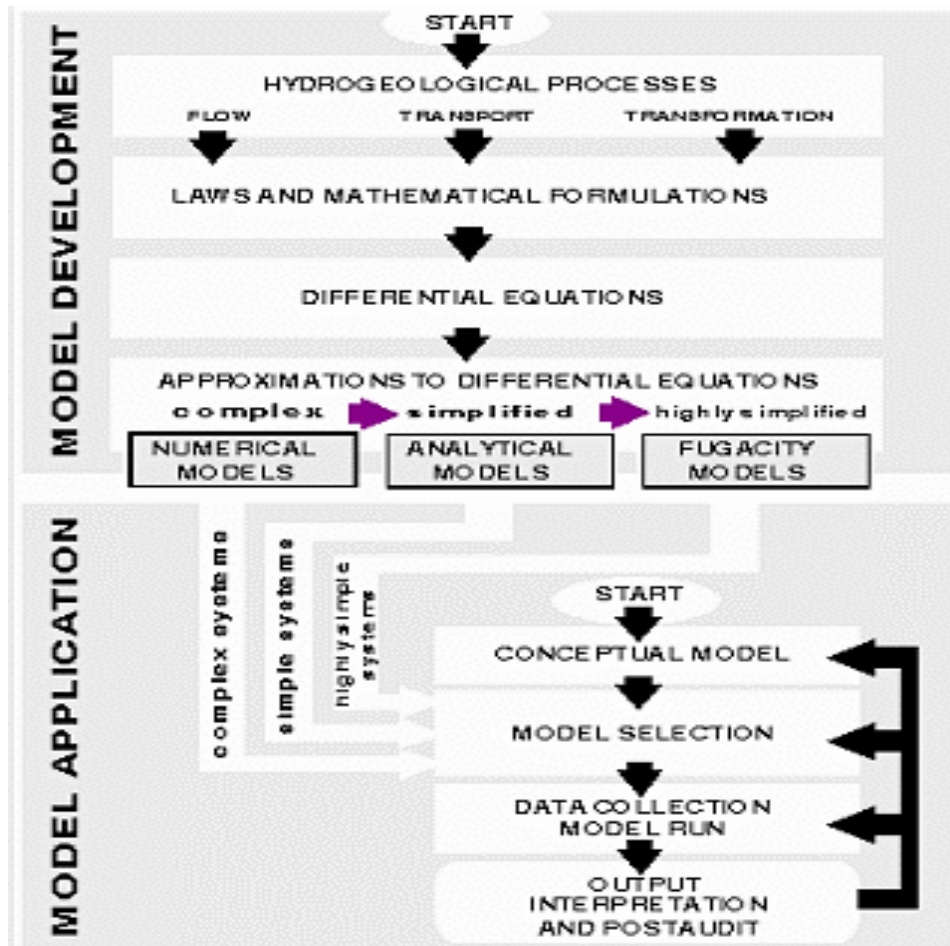 MODEL DEVELOPMENT
START
HYDROGEOLOGICAL PROCESSES
FLOW TRANSPORT TRANSFORMATION
LAWS AND MATHEMATICAL FORMULATIONS
DIFFERENTIAL EQUATIONS
APPROXIMATIONS TO DIFFERENTIAL EQUATIONS
complex simplified highly simplified
NUMERICAL
MODELS
ANALYTICAL
MODELS
FUGACITY
MODELS
MODEL APPLICATION
complex systems
simple systems
highly simple
systems
START
CONCEPTUAL MODEL
MODEL SELECTION
DATA COLLECTION
MODEL RUN
OUTPUT
INTERPRETATION
AND POSTAUDIT